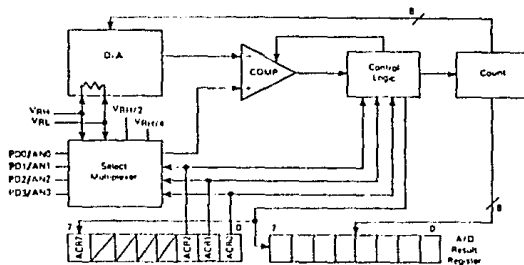 8
D/A
COMP
−
+
Control
Logic
Count
VRH
VRL
VRH/2
VRH/4
PD0/AN0
PD1/AN1
PD2/AN2
PD3/AN3
Select
Multiplexer
8
7
0
ACR7
ACR2
ACR1
ACR0
7
0
A/D
Result
Register